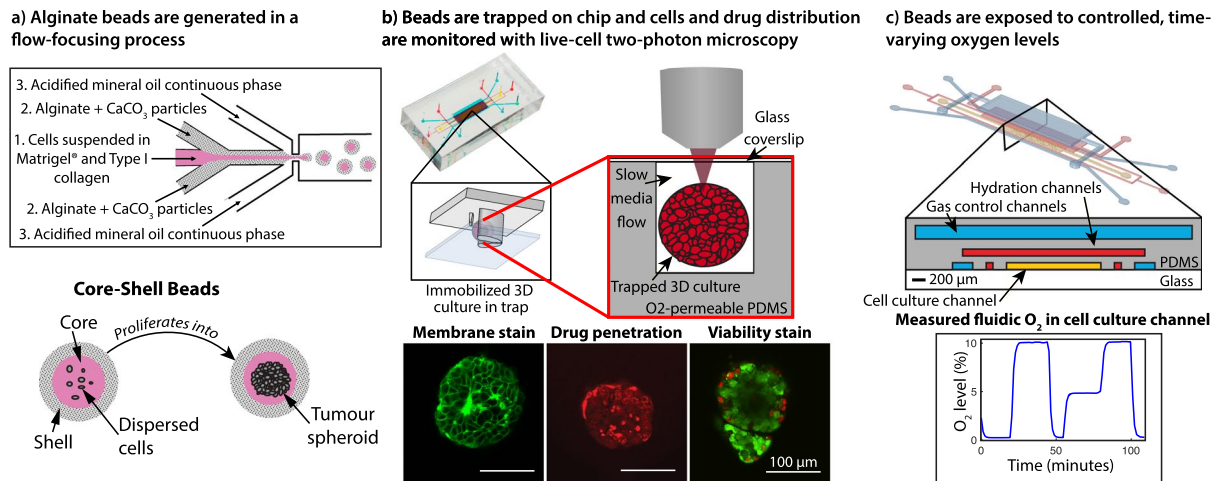 a) Alginate beads are generated in a
flow-focusing process
3. Acidified mineral oil continuous phase
2. Alginate + CaCO3 particles
1. Cells suspended in
Matrigel® and Type I
collagen
2. Alginate + CaCO3 particles
3. Acidified mineral oil continuous phase
Core-Shell Beads
Core
Proliferates into
Shell
Dispersed
cells
Tumour
spheroid
b) Beads are trapped on chip and cells and drug distribution
are monitored with live-cell two-photon microscopy
Glass
coverslip
Slow
media
flow
Trapped 3D culture
O2-permeable PDMS
Immobilized 3D
culture in trap
Membrane stain
Drug penetration
Viability stain
100 µm
c) Beads are exposed to controlled, time-
varying oxygen levels
Hydration channels
Gas control channels
PDMS
200 µm
Glass
Cell culture channel
Measured fluidic O2 in cell culture channel
10
5
0
O2 level (%)
0
50
100
Time (minutes)